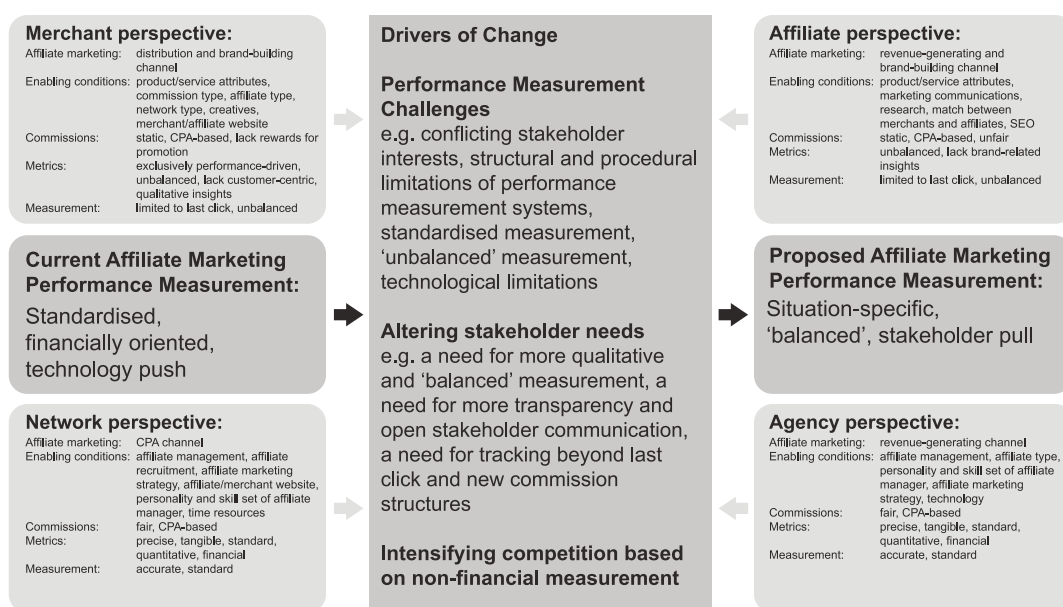 Merchant perspective:
Affiliate marketing: distribution and brand-building
channel
Enabling conditions: product/service attributes,
commission type, affiliate type,
network type, creatives,
merchant/affiliate website
Commissions: static, CPA-based, lack rewards for
promotion
Metrics: exclusively performance-driven,
unbalanced, lack customer-centric,
qualitative insights
Measurement: limited to last click, unbalanced
Current Affiliate Marketing
Performance Measurement:
Standardised,
financially oriented,
technology push
Network perspective:
Affiliate marketing: CPA channel
Enabling conditions: affiliate management, affiliate
recruitment, affiliate marketing
strategy, affiliate/merchant website,
personality and skill set of affiliate
manager, time resources
Commissions: fair, CPA-based
Metrics: precise, tangible, standard,
quantitative, financial
Measurement: accurate, standard
Drivers of Change
Performance Measurement
Challenges
e.g. conflicting stakeholder
interests, structural and procedural
limitations of performance
measurement systems,
standardised measurement,
‘unbalanced’ measurement,
technological limitations
Altering stakeholder needs
e.g. a need for more qualitative
and ‘balanced’ measurement, a
need for more transparency and
open stakeholder communication,
a need for tracking beyond last
click and new commission
structures
Intensifying competition based
on non-financial measurement
Affiliate perspective:
Affiliate marketing: revenue-generating and
brand-building channel
Enabling conditions: product/service attributes,
marketing communications,
research, match between
merchants and affiliates, SEO
Commissions: static, CPA-based, unfair
Metrics: unbalanced, lack brand-related
insights
Measurement: limited to last click, unbalanced
Proposed Affiliate Marketing
Performance Measurement:
Situation-specific,
‘balanced’, stakeholder pull
Agency perspective:
Affiliate marketing: revenue-generating channel
Enabling conditions: affiliate management, affiliate type,
personality and skill set of affiliate
manager, affiliate marketing
strategy, technology
Commissions: fair, CPA-based
Metrics: precise, tangible, standard,
quantitative, financial
Measurement: accurate, standard